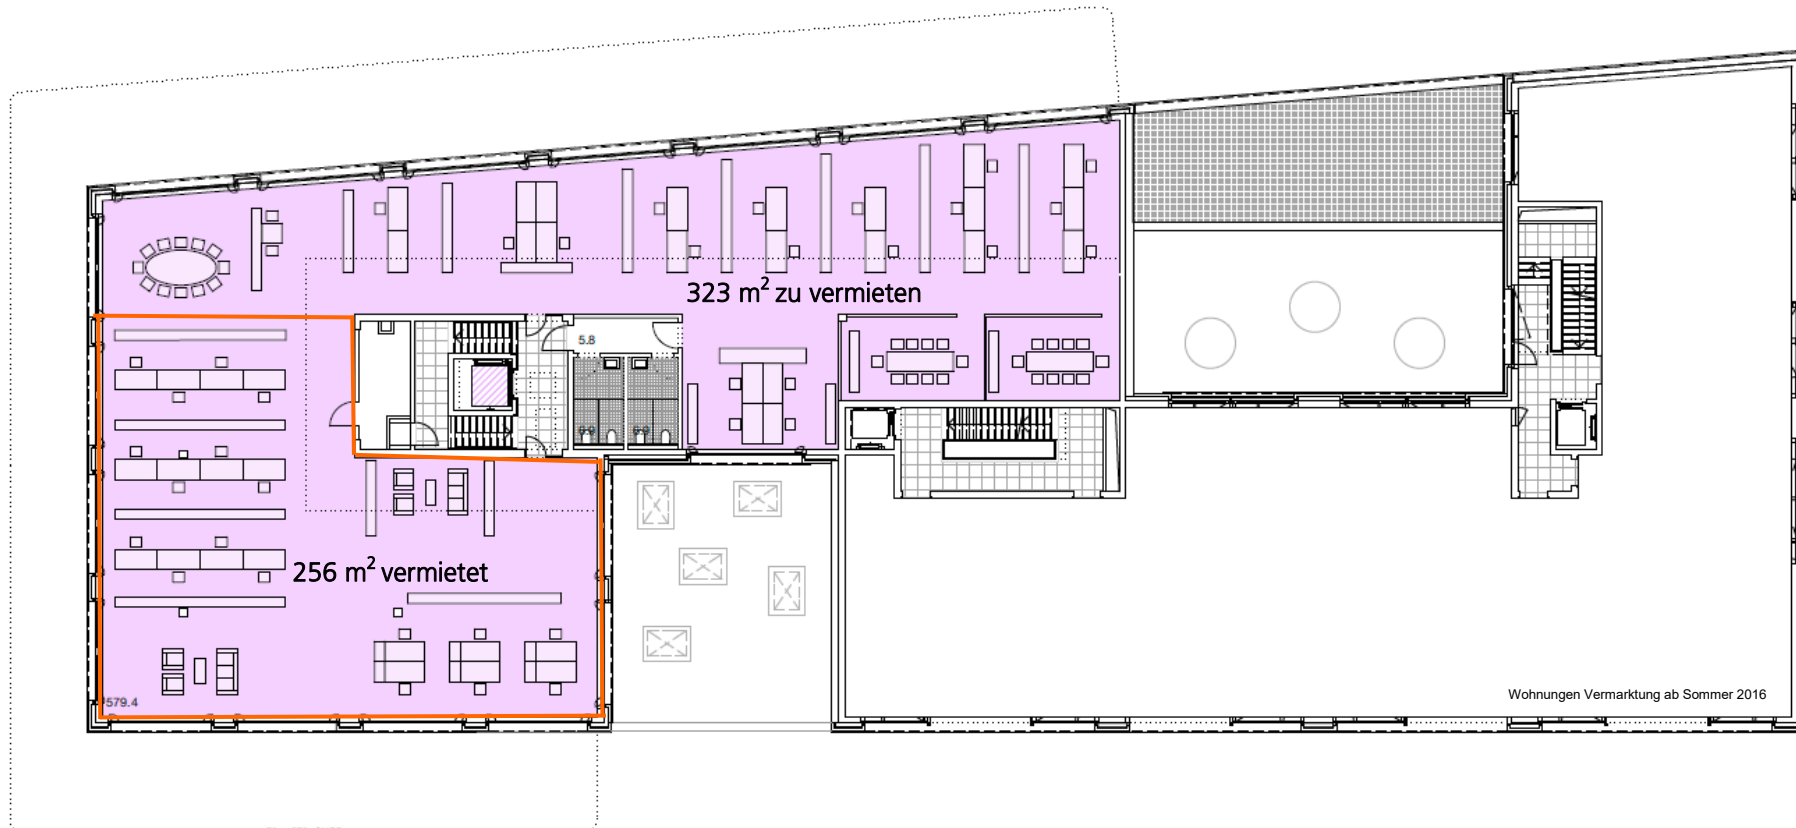 323 m² zu vermieten
5.8
256 m² vermietet
579.4
Wohnungen Vermarktung ab Sommer 2016